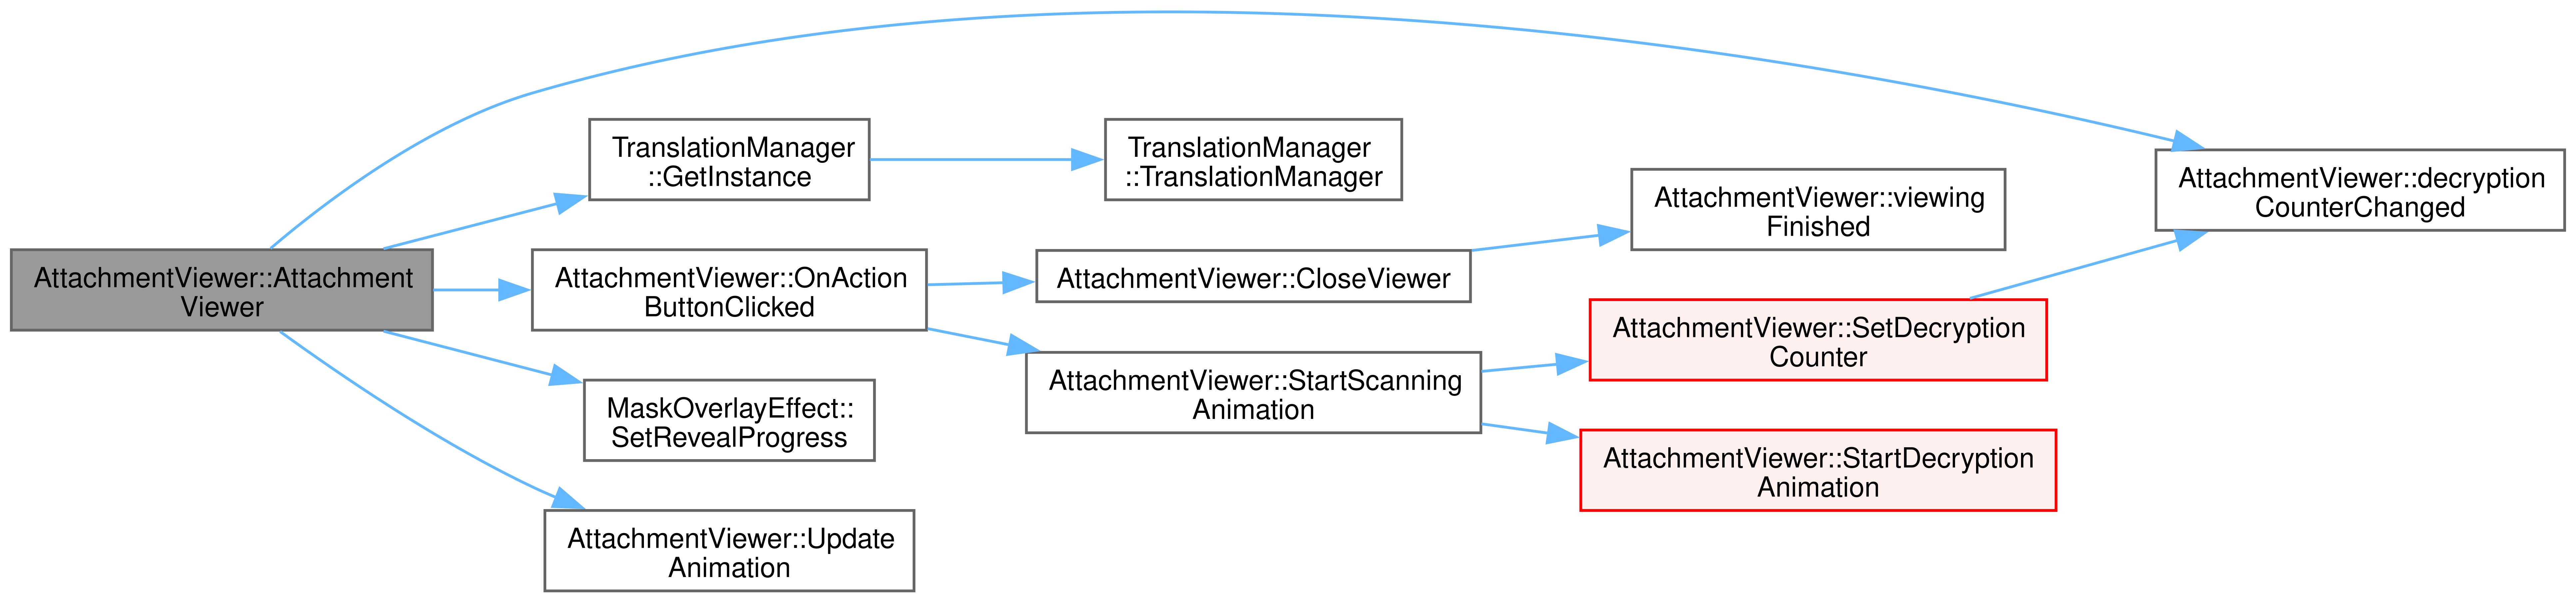 AttachmentViewer::Attachment
Viewer
TranslationManager
::GetInstance
TranslationManager
::TranslationManager
AttachmentViewer::OnAction
ButtonClicked
AttachmentViewer::CloseViewer
AttachmentViewer::viewing
Finished
AttachmentViewer::decryption
CounterChanged
AttachmentViewer::StartScanning
Animation
AttachmentViewer::SetDecryption
Counter
AttachmentViewer::StartDecryption
Animation
MaskOverlayEffect::
SetRevealProgress
AttachmentViewer::Update
Animation